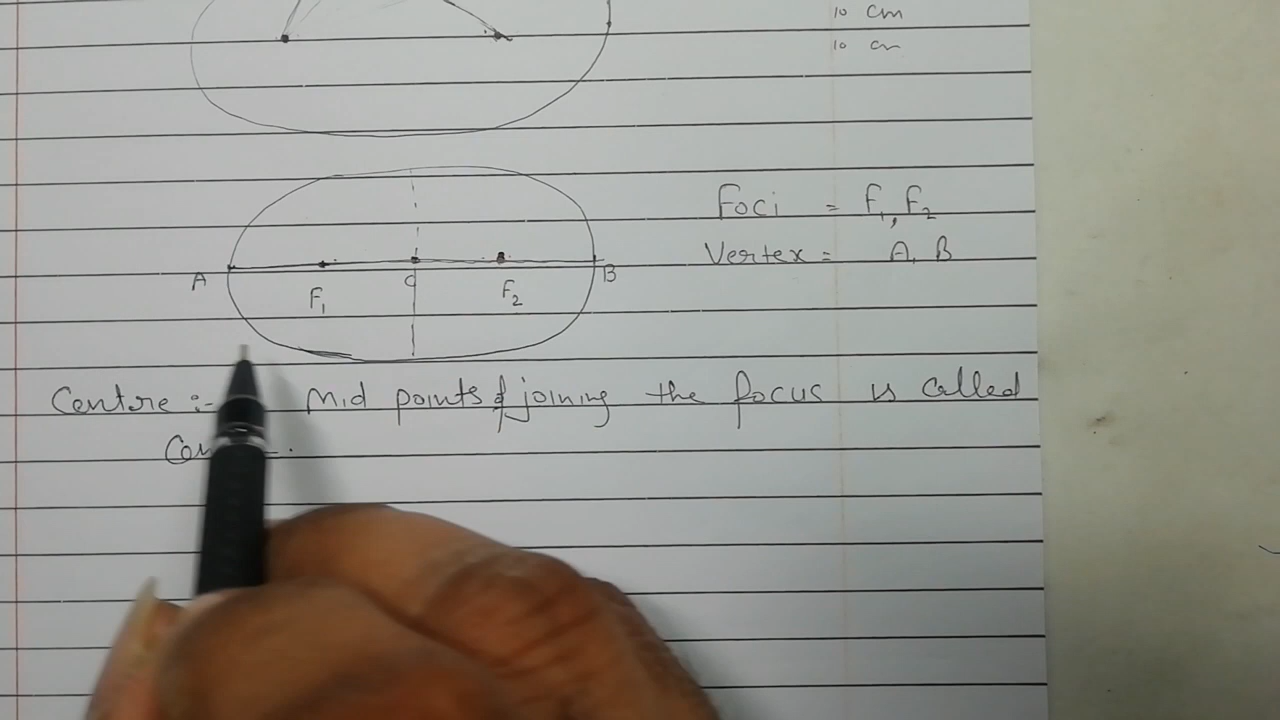 10 cm
10 cm
Foci = F1, F2
Vertex = A, B
A F1 C F2 B
Centre :- Mid points of joining the focus is called